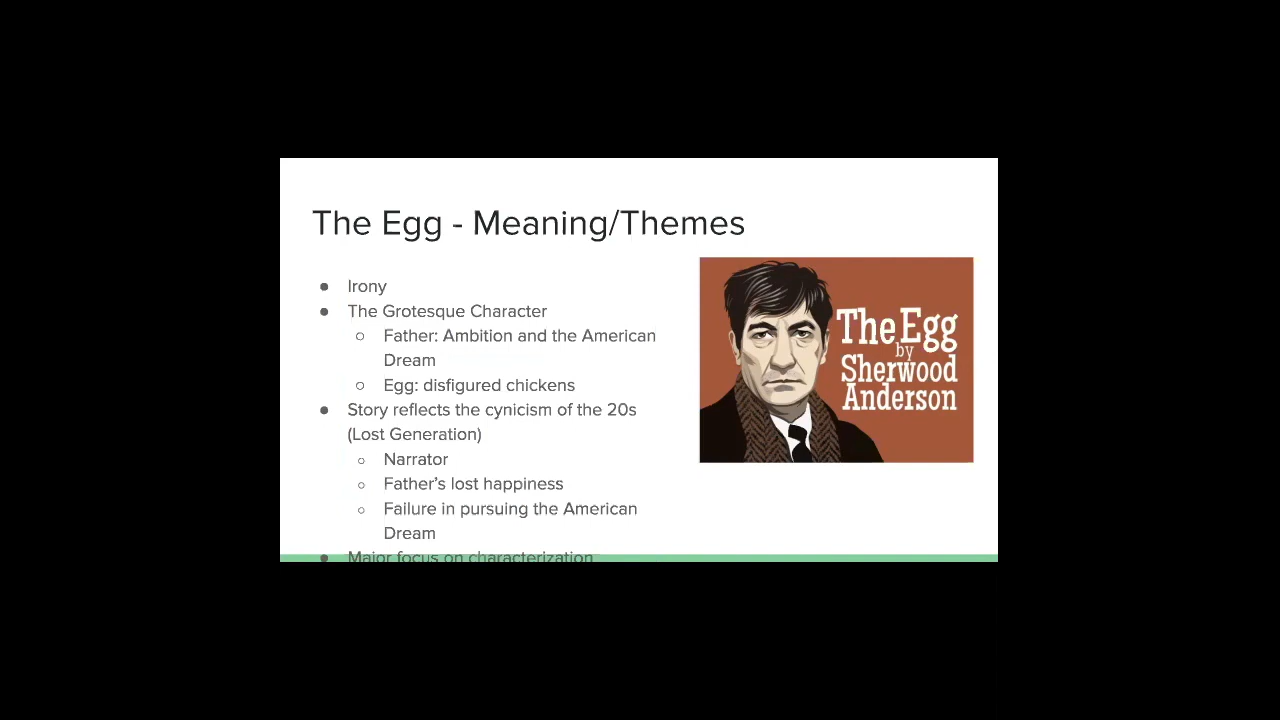 The Egg - Meaning/Themes
● Irony
● The Grotesque Character
○ Father: Ambition and the American
Dream
○ Egg: disfigured chickens
● Story reflects the cynicism of the 20s
(Lost Generation)
○ Narrator
○ Father’s lost happiness
○ Failure in pursuing the American
Dream
● Major focus on characterization
The Egg
by
Sherwood
Anderson